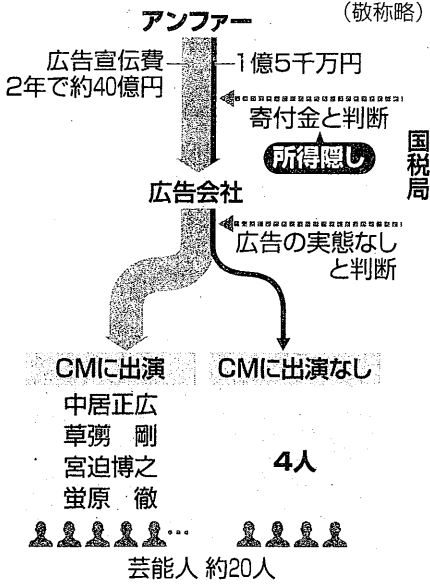 (敬称略)
アンファー
広告宣伝費
2年で約40億円
1億5千万円
寄付金と判断
所得隠し
国税局
広告会社
広告の実態なし
と判断
CMに出演
CMに出演なし
中居正広
草彅 剛
宮迫博之
蛍原 徹
4人
…
芸能人 約20人